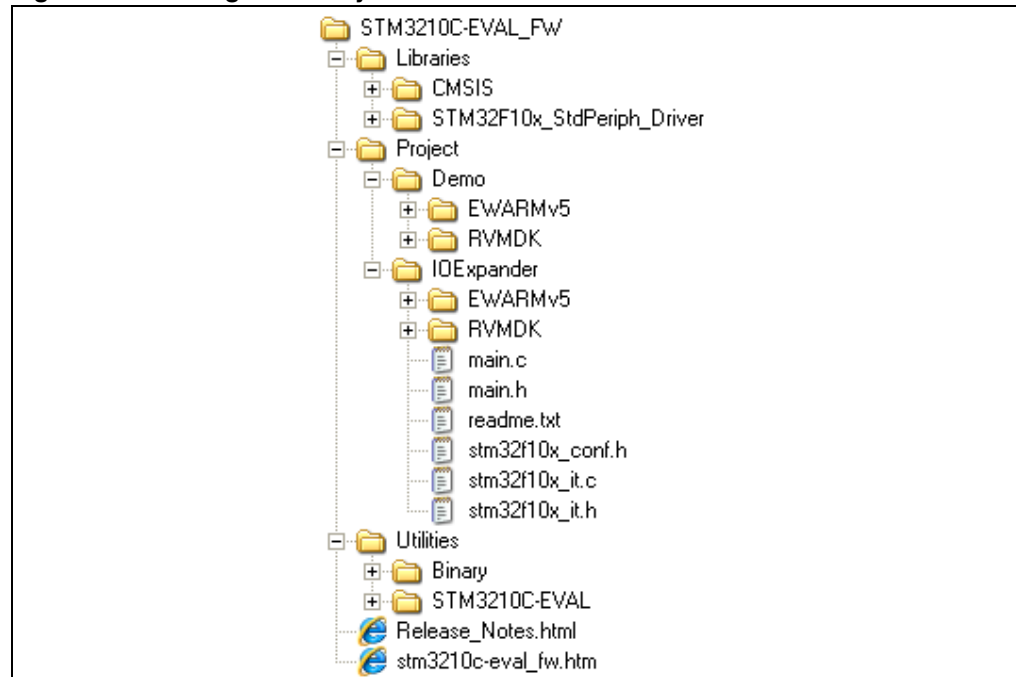 STM3210C-EVAL_FW
Libraries
CMSIS
STM32F10x_StdPeriph_Driver
Project
Demo
EWARMv5
RVMDK
IOExpander
EWARMv5
RVMDK
main.c
main.h
readme.txt
stm32f10x_conf.h
stm32f10x_it.c
stm32f10x_it.h
Utilities
Binary
STM3210C-EVAL
Release_Notes.html
stm3210c-eval_fw.htm